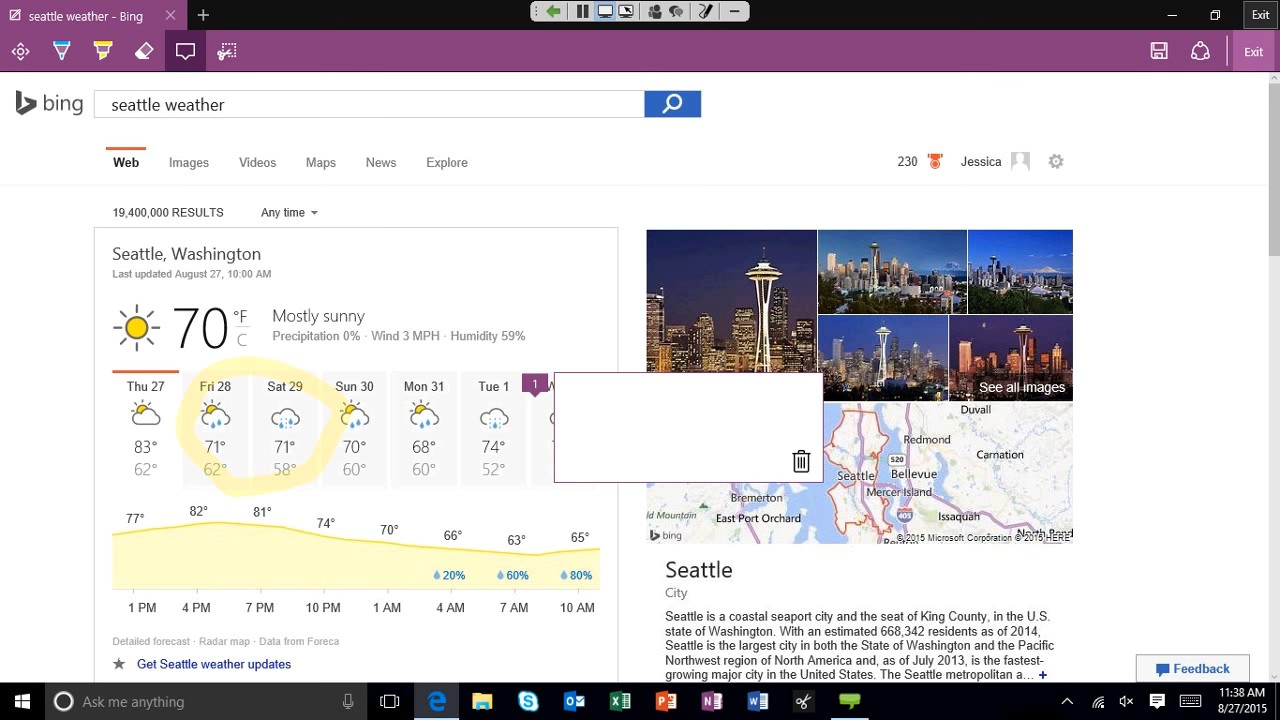 seattle weather - Bing
Exit
Exit
bing
seattle weather
Web Images Videos Maps News Explore
230 Jessica
19,400,000 RESULTS Any time
Seattle, Washington
Last updated August 27, 10:00 AM
70 °F
C
Mostly sunny
Precipitation 0% · Wind 3 MPH · Humidity 59%
Thu 27 Fri 28 Sat 29 Sun 30 Mon 31 Tue 1
1
83° 71° 71° 70° 68° 74°
62° 62° 58° 60° 60° 52°
77° 82° 81° 74° 70° 66° 63° 65°
20% 60% 80%
1 PM 4 PM 7 PM 10 PM 1 AM 4 AM 7 AM 10 AM
Detailed forecast · Radar map · Data from Foreca
Get Seattle weather updates
See all images
Duvall
Redmond
520
Carnation
Seattle Bellevue
Mercer Island
Bremerton
405
Issaquah
East Port Orchard
bing
© 2015 Microsoft Corporation © 2015 HERE
Seattle
City
Seattle is a coastal seaport city and the seat of King County, in the U.S.
state of Washington. With an estimated 668,342 residents as of 2014,
Seattle is the largest city in both the State of Washington and the Pacific
Northwest region of North America and, as of July 2013, is the fastest-
growing major city in the United States. The Seattle metropolitan a... +
Feedback
Ask me anything
11:38 AM
8/27/2015